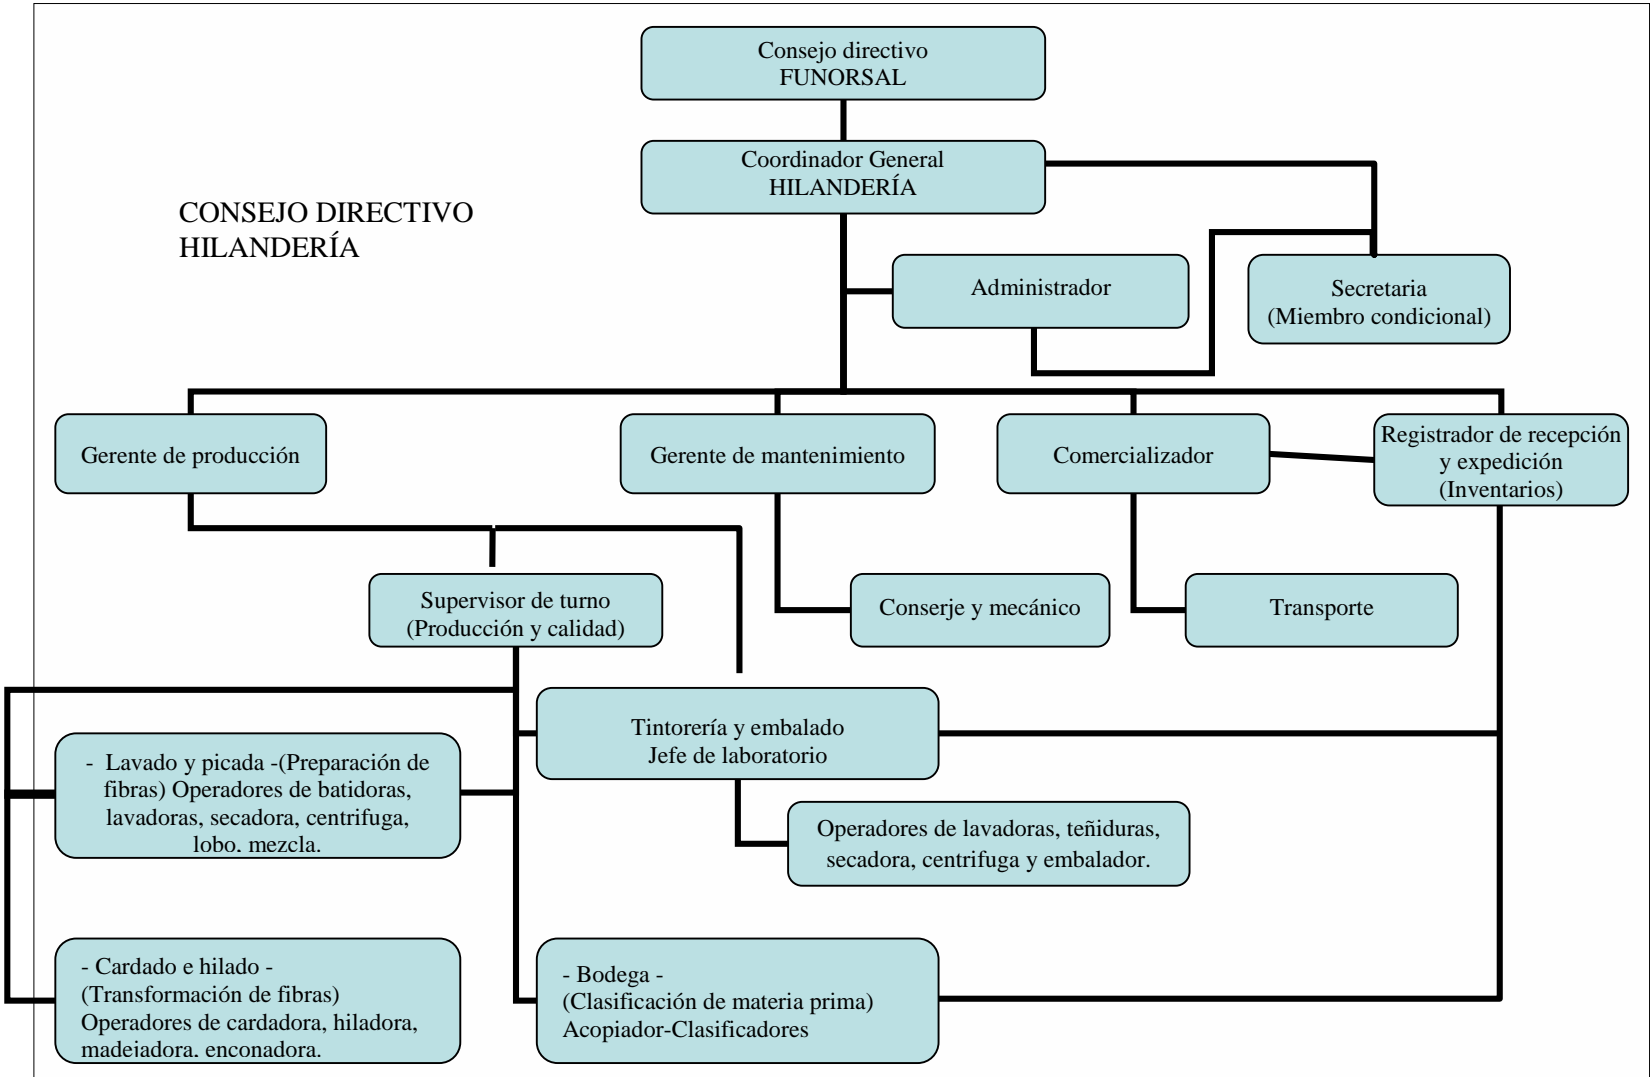 Consejo directivo
FUNORSAL
Coordinador General
HILANDERÍA
CONSEJO DIRECTIVO
HILANDERÍA
Administrador
Secretaria
(Miembro condicional)
Gerente de producción
Gerente de mantenimiento
Comercializador
Registrador de recepción
y expedición
(Inventarios)
Supervisor de turno
(Producción y calidad)
Conserje y mecánico
Transporte
Tintorería y embalado
Jefe de laboratorio
- Lavado y picada -(Preparación de
fibras) Operadores de batidoras,
lavadoras, secadora, centrifuga,
lobo, mezcla.
Operadores de lavadoras, teñiduras,
secadora, centrifuga y embalador.
- Cardado e hilado -
(Transformación de fibras)
Operadores de cardadora, hiladora,
madejadora, enconadora.
- Bodega -
(Clasificación de materia prima)
Acopiador-Clasificadores